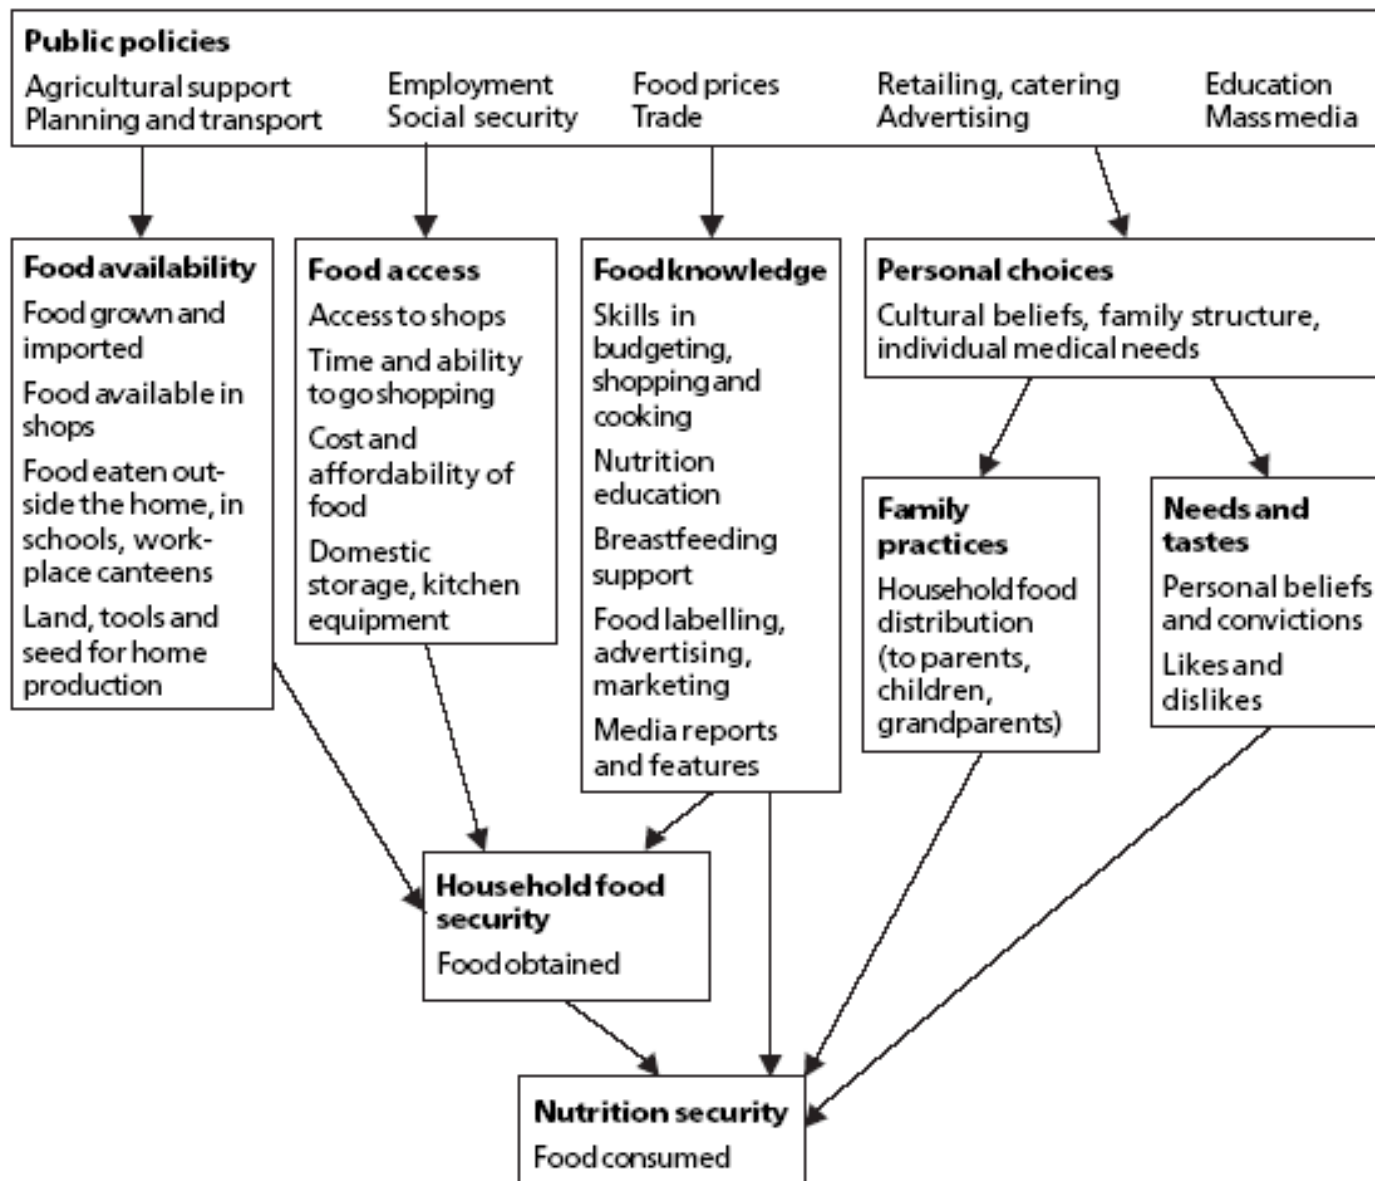 Public policies
Agricultural support
Planning and transport
Employment
Social security
Food prices
Trade
Retailing, catering
Advertising
Education
Mass media
Food availability
Food grown and
imported
Food available in
shops
Food eaten out-
side the home, in
schools, work-
place canteens
Land, tools and
seed for home
production
Food access
Access to shops
Time and ability
to go shopping
Cost and
affordability of
food
Domestic
storage, kitchen
equipment
Food knowledge
Skills in
budgeting,
shopping and
cooking
Nutrition
education
Breastfeeding
support
Food labelling,
advertising,
marketing
Media reports
and features
Personal choices
Cultural beliefs, family structure,
individual medical needs
Family
practices
Household food
distribution
(to parents,
children,
grandparents)
Needs and
tastes
Personal beliefs
and convictions
Likes and
dislikes
Household food
security
Food obtained
Nutrition security
Food consumed